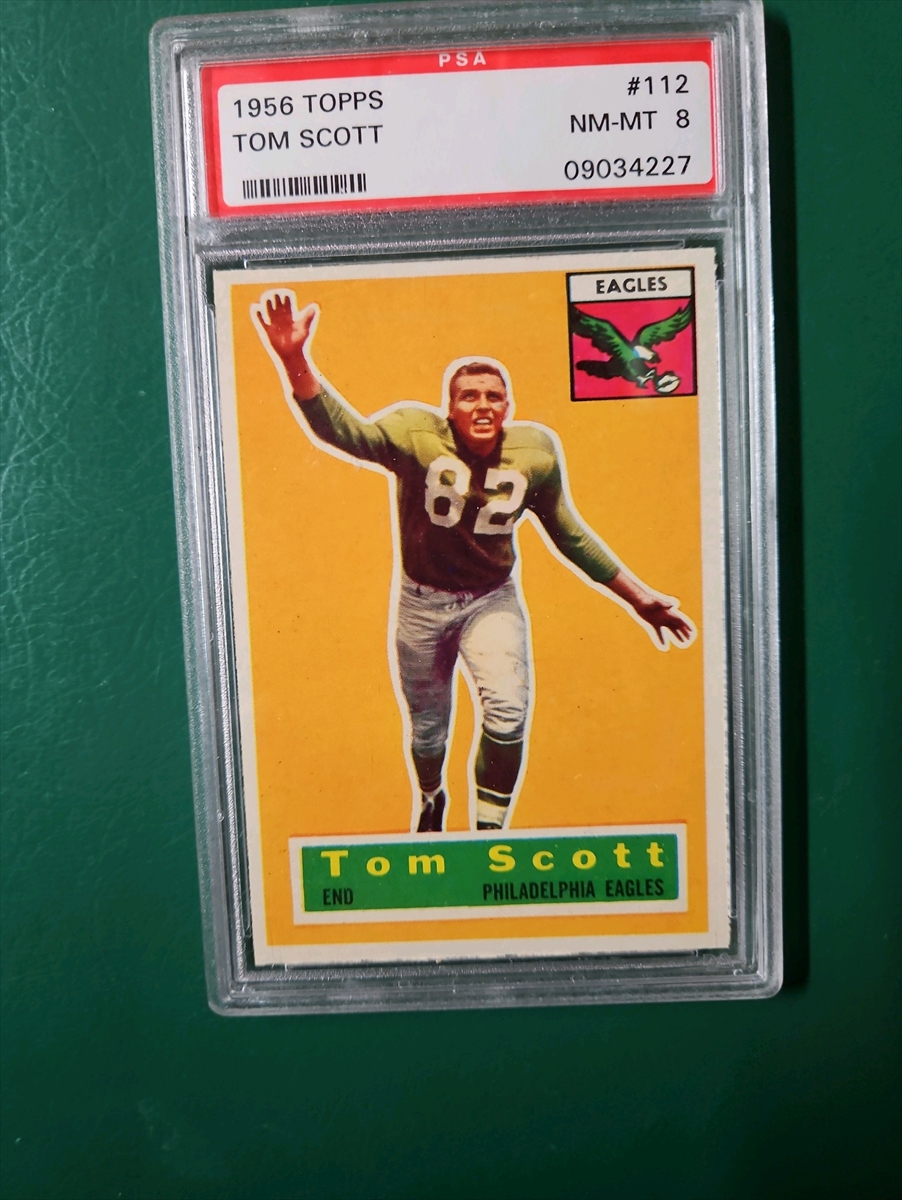 PSA
1956 TOPPS #112
TOM SCOTT NM-MT 8
09034227
EAGLES
82
Tom Scott
END PHILADELPHIA EAGLES